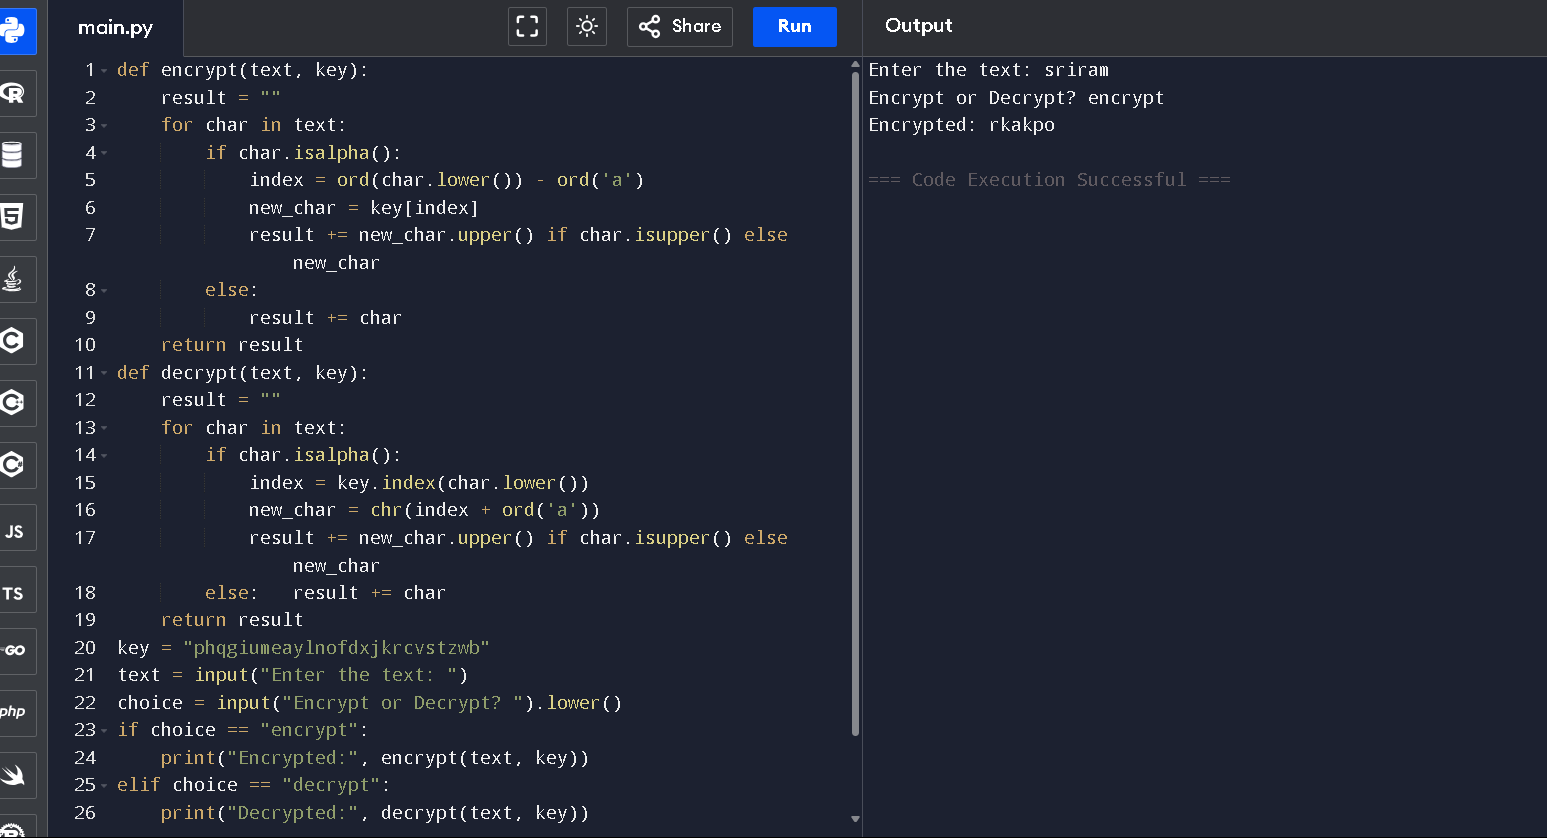 main.py
Share
Run
Output
1 def encrypt(text, key):
2     result = ""
3     for char in text:
4         if char.isalpha():
5             index = ord(char.lower()) - ord('a')
6             new_char = key[index]
7             result += new_char.upper() if char.isupper() else
                new_char
8         else:
9             result += char
10     return result
11 def decrypt(text, key):
12     result = ""
13     for char in text:
14         if char.isalpha():
15             index = key.index(char.lower())
16             new_char = chr(index + ord('a'))
17             result += new_char.upper() if char.isupper() else
                new_char
18         else:   result += char
19     return result
20 key = "phqgiumeaylnofdxjkrcvstzwb"
21 text = input("Enter the text: ")
22 choice = input("Encrypt or Decrypt? ").lower()
23 if choice == "encrypt":
24     print("Encrypted:", encrypt(text, key))
25 elif choice == "decrypt":
26     print("Decrypted:", decrypt(text, key))
Enter the text: sriram
Encrypt or Decrypt? encrypt
Encrypted: rkakpo
=== Code Execution Successful ===
R
5
C
C
C
JS
TS
GO
php
R